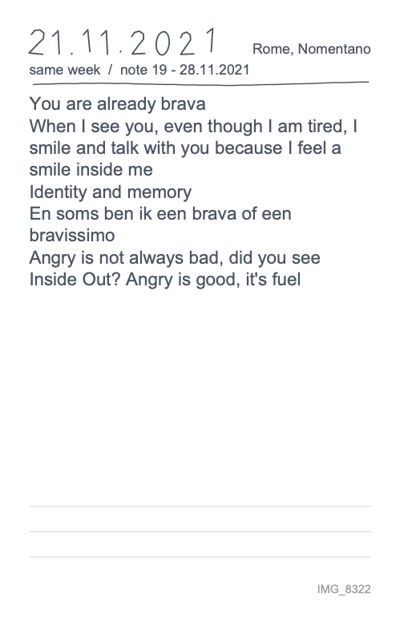 21.11.2021 Rome, Nomentano
same week / note 19 - 28.11.2021
You are already brava
When I see you, even though I am tired, I
smile and talk with you because I feel a
smile inside me
Identity and memory
En soms ben ik een brava of een
bravissimo
Angry is not always bad, did you see
Inside Out? Angry is good, it's fuel
IMG_8322